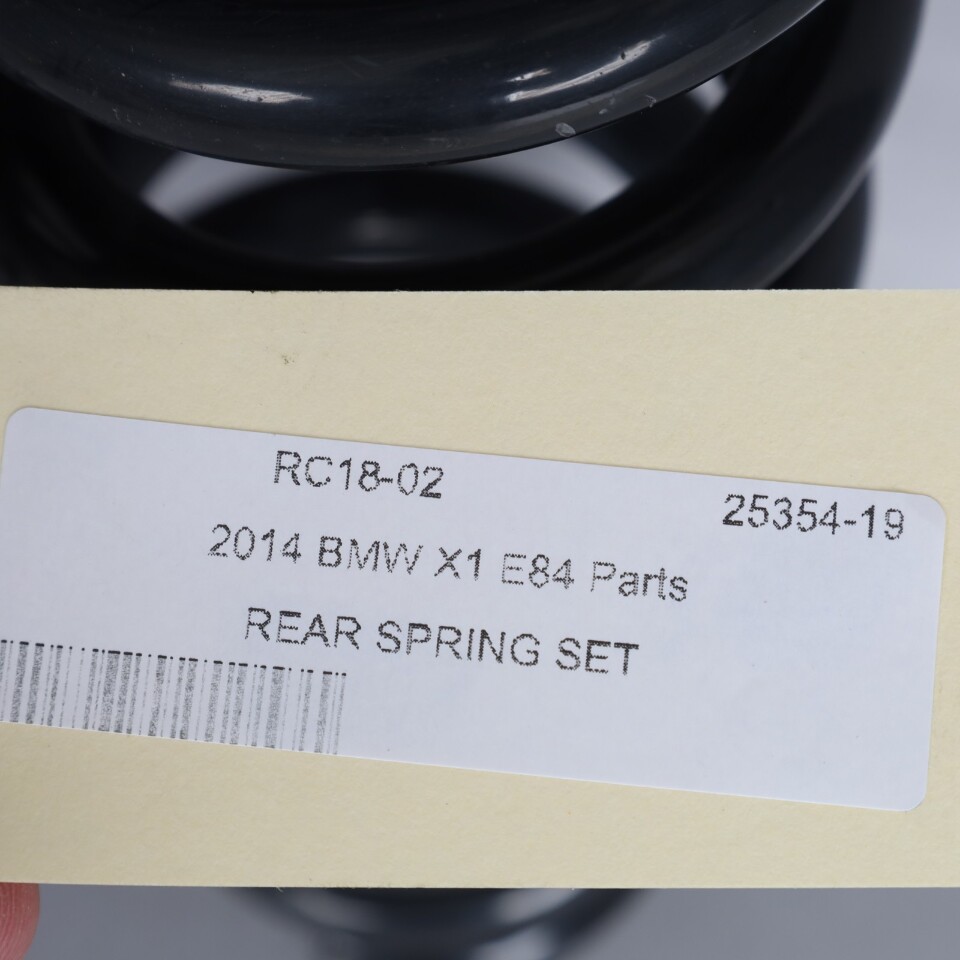 RC18-02
25354-19
2014 BMW X1 E84 Parts
REAR SPRING SET